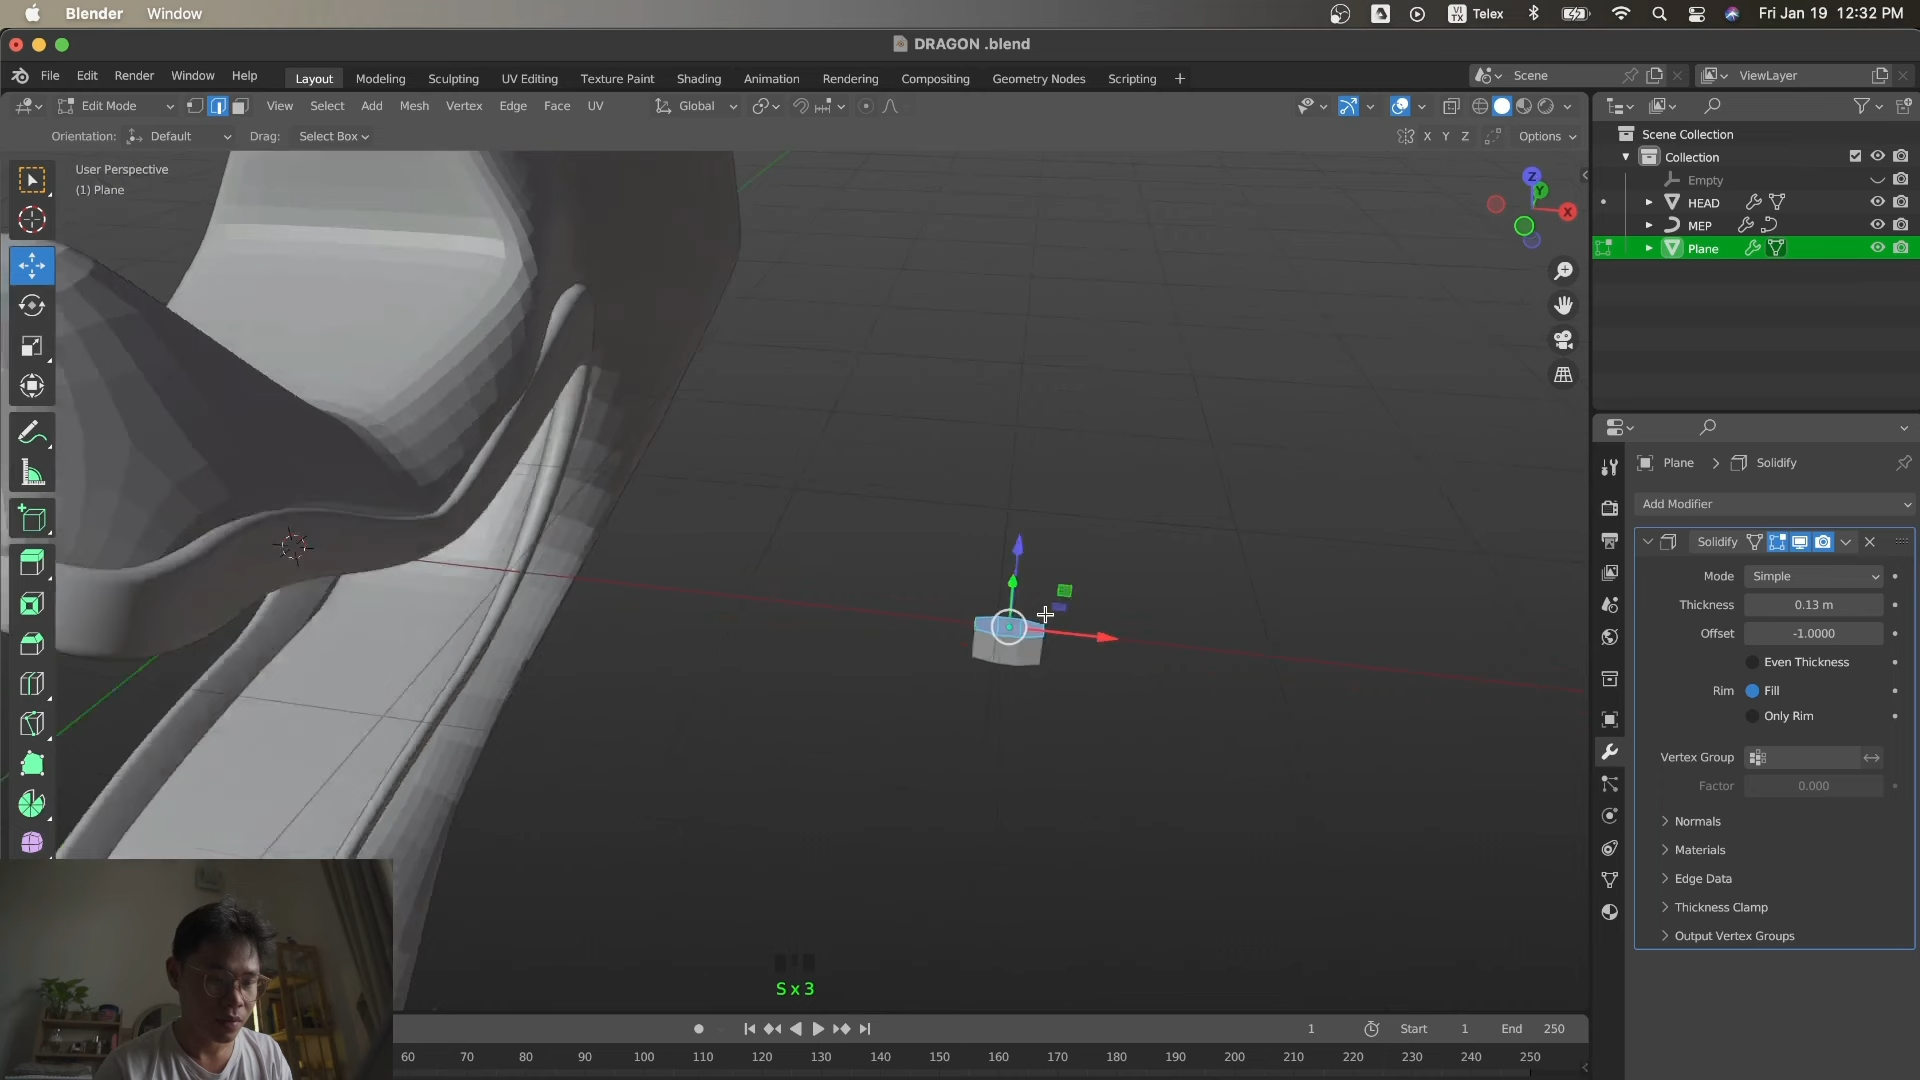 Blender Window Telex Fri Jan 19 12:32 PM
DRAGON .blend
File Edit Render Window Help Layout Modeling Sculpting UV Editing Texture Paint Shading Animation Rendering Compositing Geometry Nodes Scripting + Scene ViewLayer
Edit Mode View Select Add Mesh Vertex Edge Face UV Global
Orientation: Default Drag: Select Box X Y Z Options
User Perspective
(1) Plane
Z
Y
X
Scene Collection
Collection
Empty
HEAD
MEP
Plane
Plane > Solidify
Add Modifier
Solidify
Mode Simple
Thickness 0.13 m
Offset -1.0000
Even Thickness
Rim Fill
Only Rim
Vertex Group
Factor 0.000
Normals
Materials
Edge Data
Thickness Clamp
Output Vertex Groups
S x 3
1 Start 1 End 250
60 70 80 90 100 110 120 130 140 150 160 170 180 190 200 210 220 230 240 250